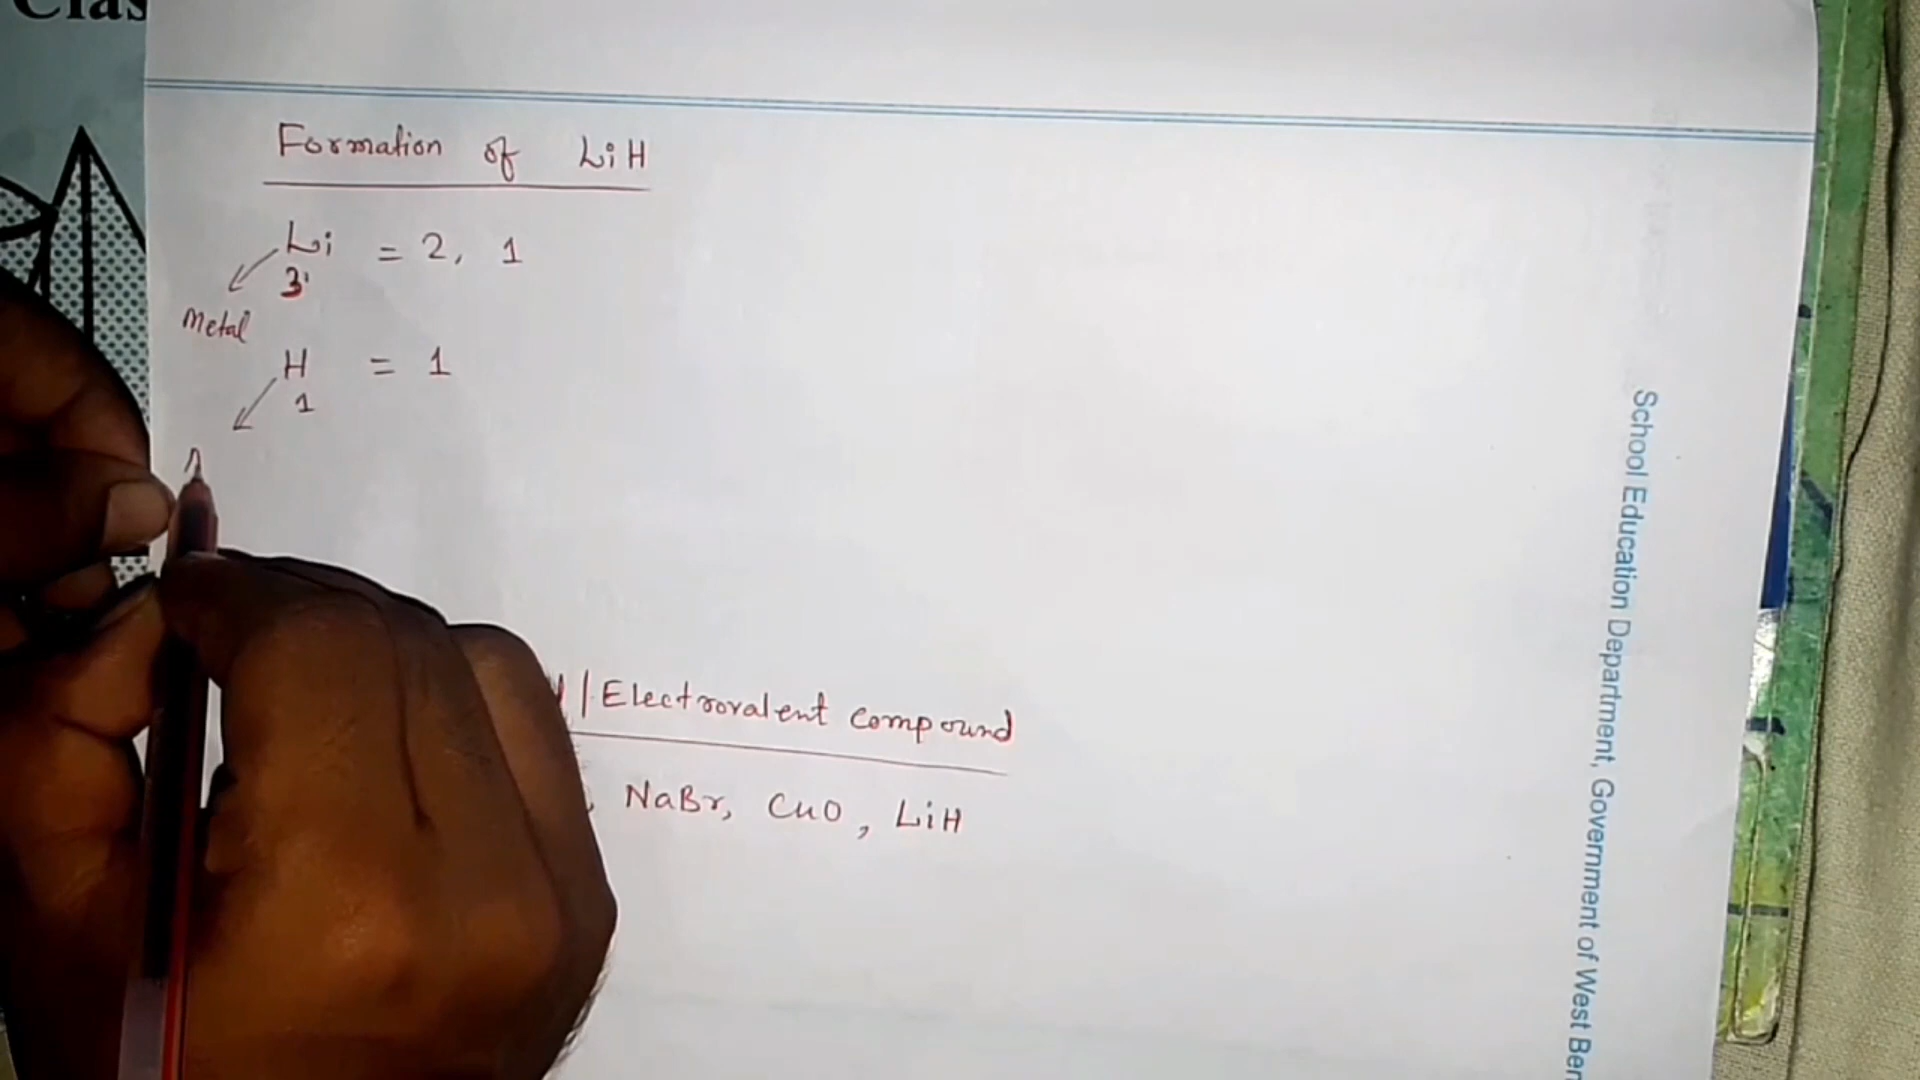 Formation of LiH
Li = 2, 1
3
Metal
H = 1
1
/ Electrovalent compound
, NaBr, CuO, LiH
School Education Department, Government of West Ben
Clas